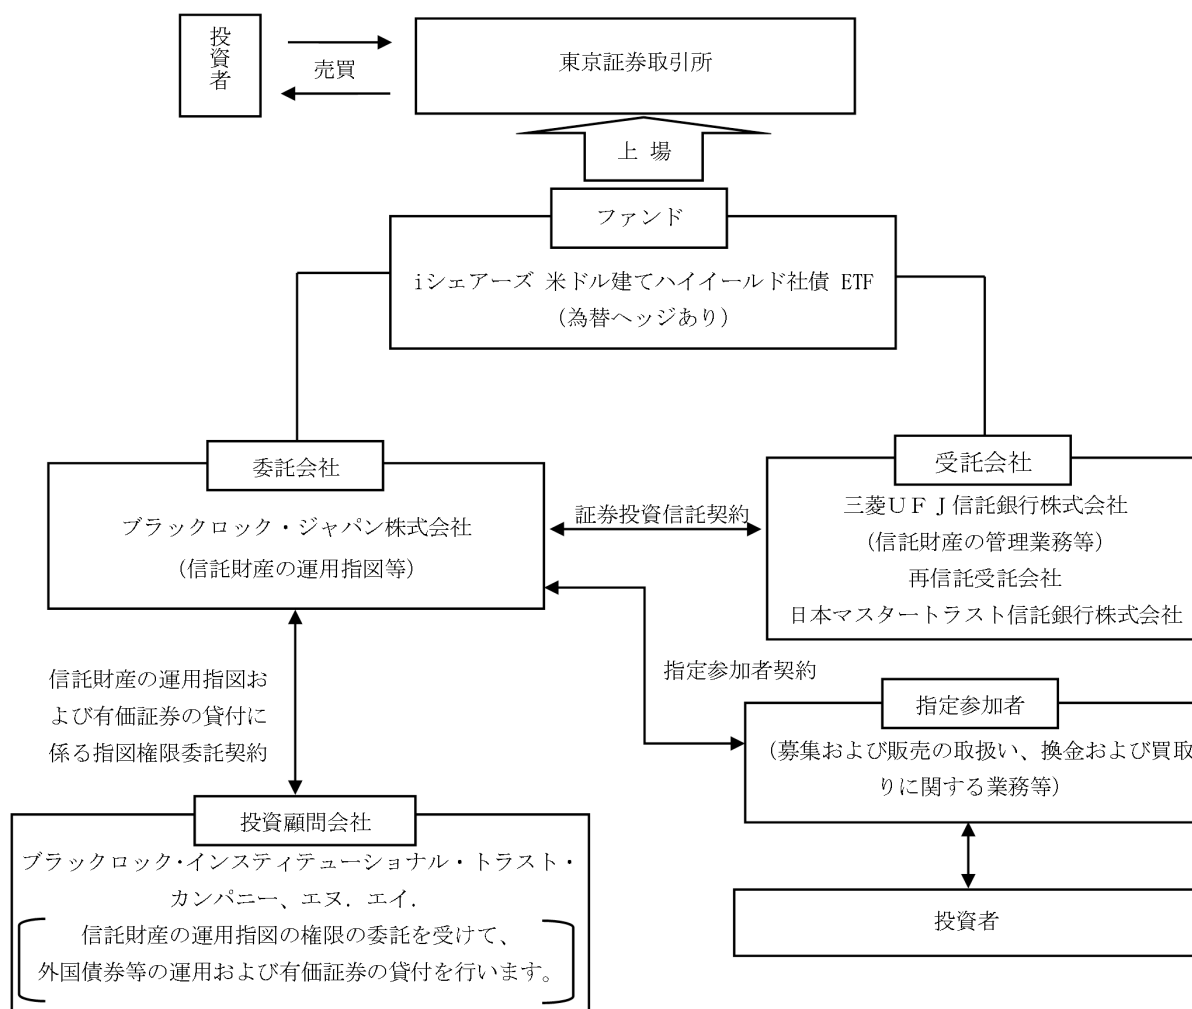 投資者
売買
東京証券取引所
上 場
ファンド
iシェアーズ 米ドル建てハイイールド社債 ETF
（為替ヘッジあり）
委託会社
ブラックロック・ジャパン株式会社
（信託財産の運用指図等）
証券投資信託契約
受託会社
三菱ＵＦＪ信託銀行株式会社
（信託財産の管理業務等）
再信託受託会社
日本マスタートラスト信託銀行株式会社
信託財産の運用指図お
よび有価証券の貸付に
係る指図権限委託契約
指定参加者契約
指定参加者
（募集および販売の取扱い、換金および買取
りに関する業務等）
投資顧問会社
ブラックロック・インスティテューショナル・トラスト・
カンパニー、エヌ．エイ．
信託財産の運用指図の権限の委託を受けて、
外国債券等の運用および有価証券の貸付を行います。
投資者